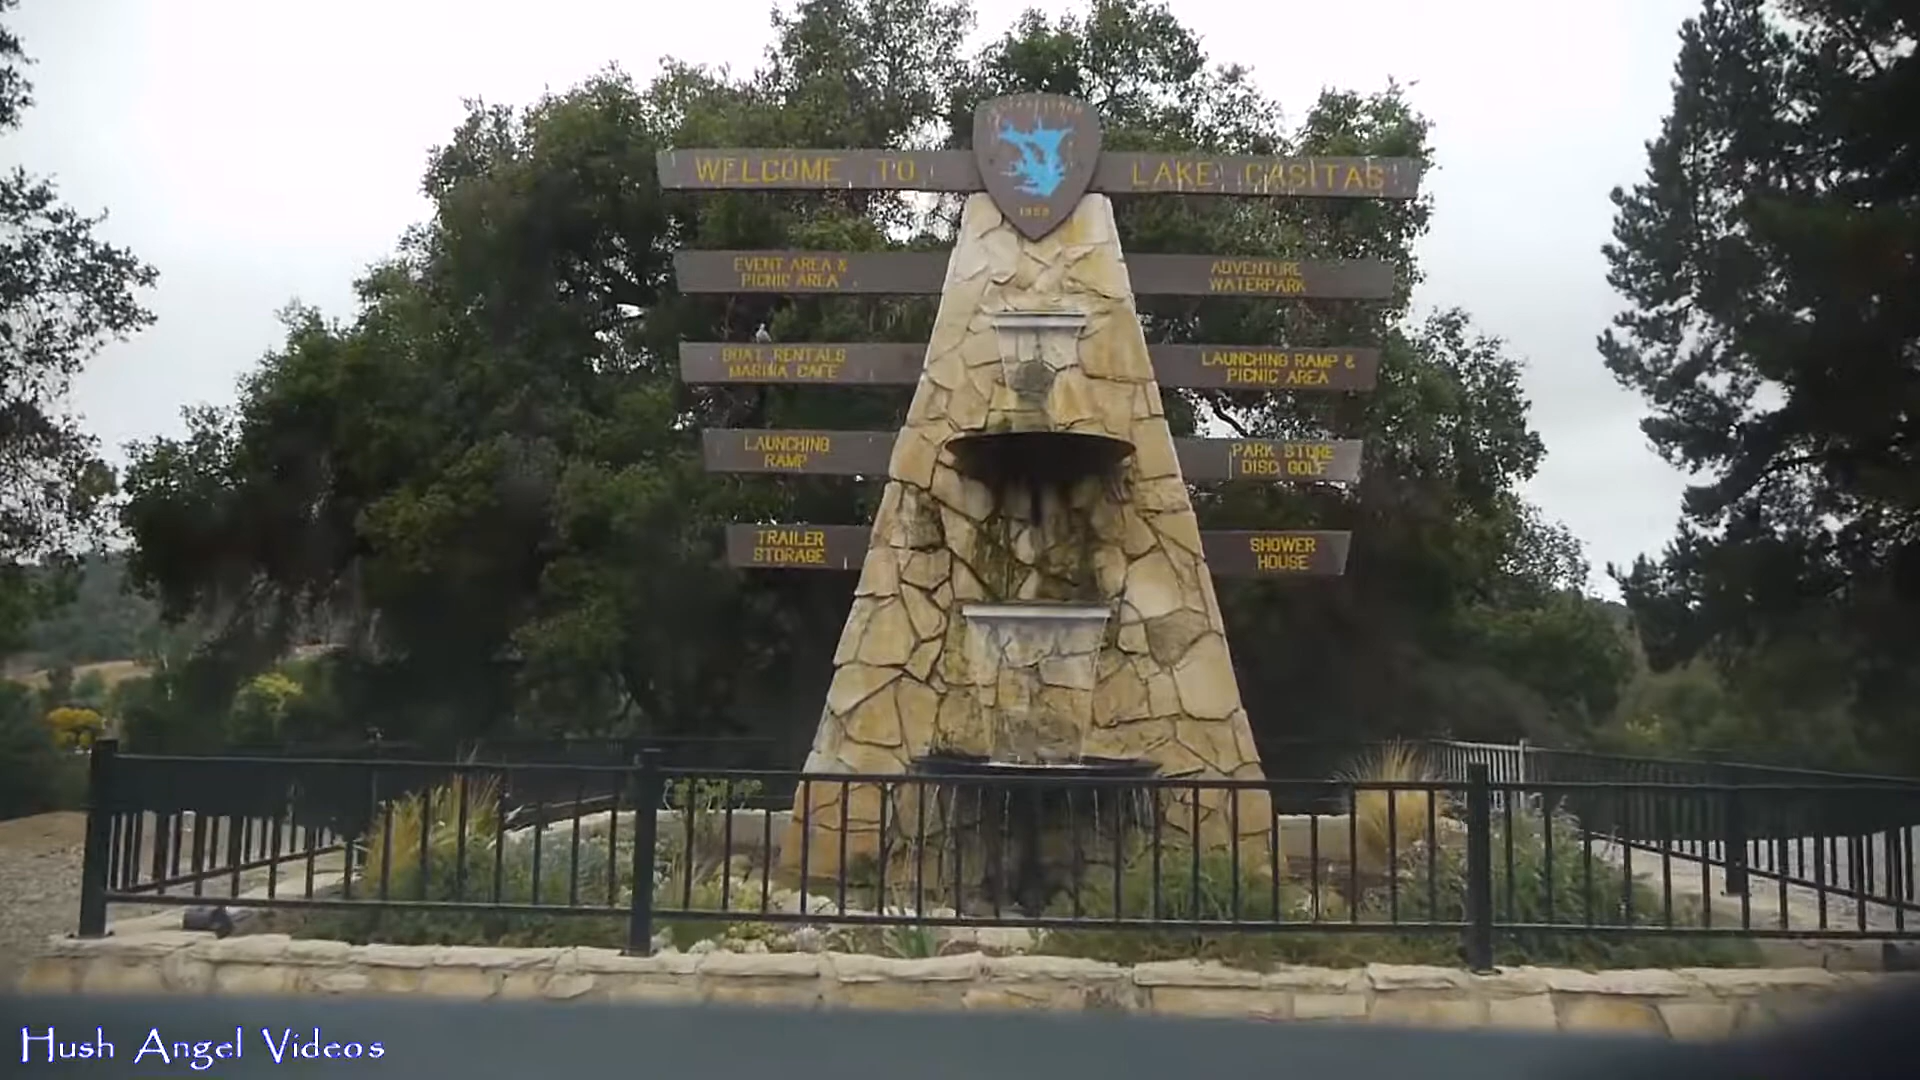 WELCOME TO LAKE CASITAS
EVENT AREA &
PICNIC AREA
ADVENTURE
WATERPARK
BOAT RENTALS
MARINA CAFE
LAUNCHING RAMP &
PICNIC AREA
LAUNCHING
RAMP
PARK STORE
DISC GOLF
TRAILER
STORAGE
SHOWER
HOUSE
Hush Angel Videos